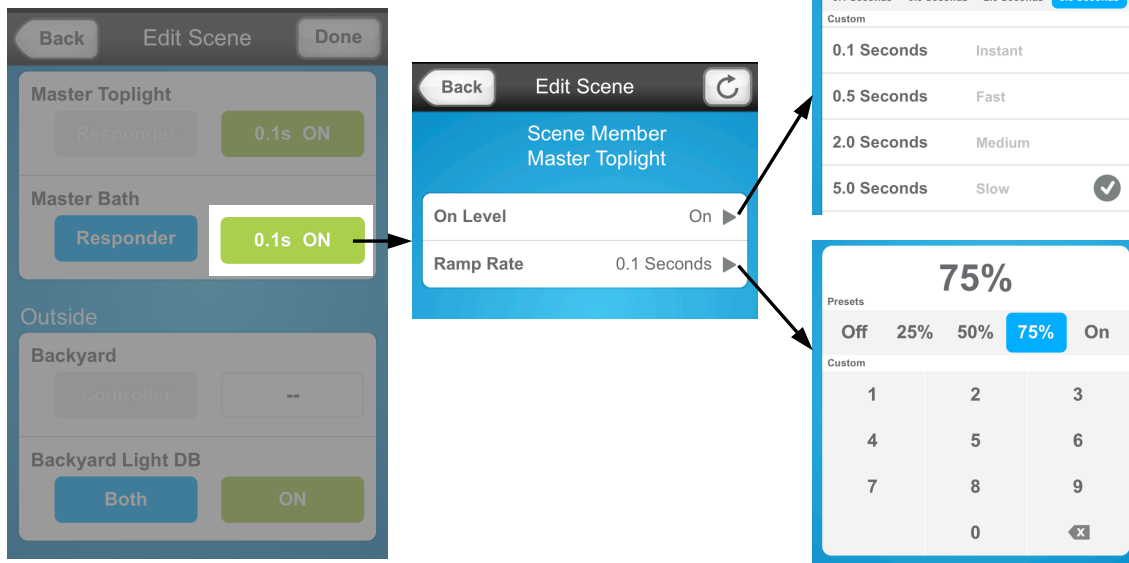 Back Edit Scene Done
Master Toplight
Responder 0.1s ON
Master Bath
Responder 0.1s ON
Outside
Backyard
Controller --
Backyard Light DB
Both ON
Back Edit Scene
Scene Member
Master Toplight
On Level On
Ramp Rate 0.1 Seconds
Custom
0.1 Seconds Instant
0.5 Seconds Fast
2.0 Seconds Medium
5.0 Seconds Slow
75%
Presets
Off 25% 50% 75% On
Custom
1 2 3
4 5 6
7 8 9
0